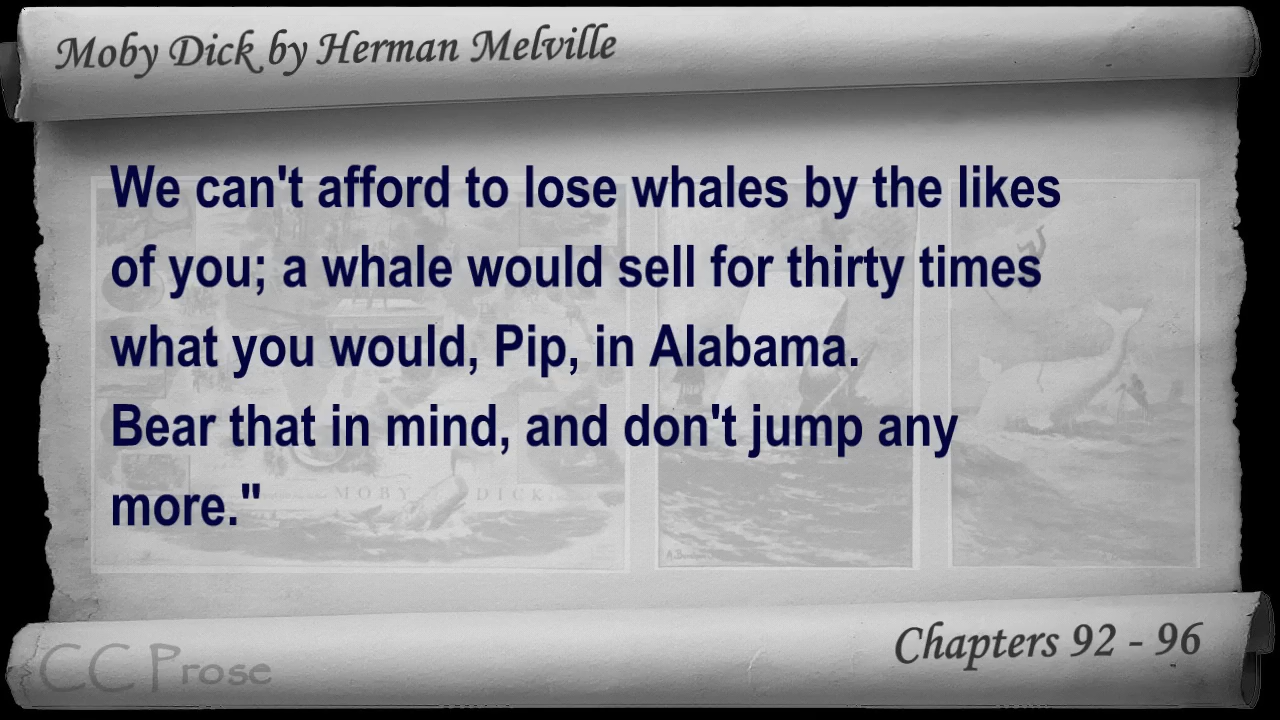 Moby Dick by Herman Melville
We can't afford to lose whales by the likes
of you; a whale would sell for thirty times
what you would, Pip, in Alabama.
Bear that in mind, and don't jump any
more."
MOBY DICK
Chapters 92 - 96
CC Prose